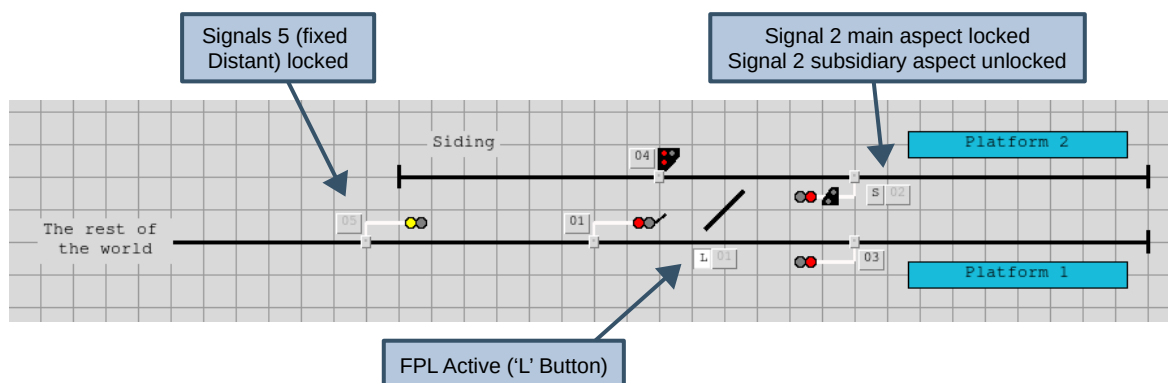 Signals 5 (fixed
Distant) locked
Signal 2 main aspect locked
Signal 2 subsidiary aspect unlocked
Siding
04
Platform 2
S 02
05
01
The rest of
the world
L 01
03
Platform 1
FPL Active (‘L’ Button)